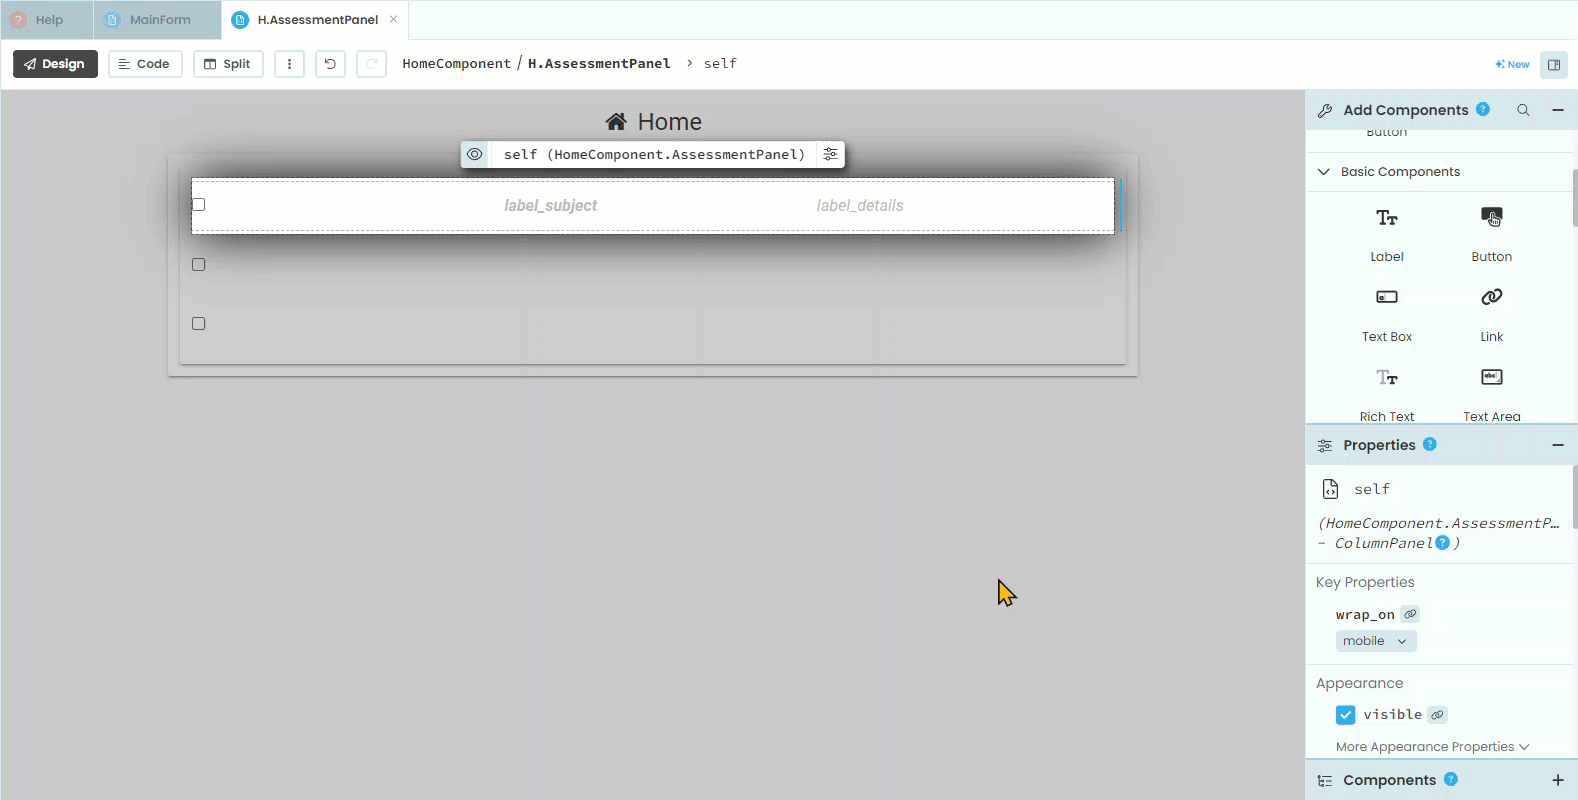 Help
MainForm
H.AssessmentPanel
Design
Code
Split
HomeComponent / H.AssessmentPanel > self
New
Home
self (HomeComponent.AssessmentPanel)
label_subject label_details
Add Components ?
Button
Basic Components
Label Button
Text Box Link
Rich Text Text Area
Properties ?
self
(HomeComponent.AssessmentP…
- ColumnPanel ? )
Key Properties
wrap_on
mobile
Appearance
visible
More Appearance Properties
Components ?